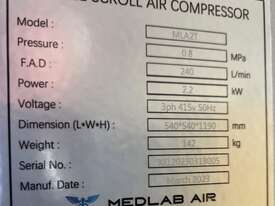 SCROLL AIR COMPRESSOR
Model : MLA2T
Pressure : 0.8 MPa
F.A.D : 240 L/min
Power : 2.2 kW
Voltage : 3ph 415v 50Hz
Dimension (L*W*H) : 540*540*1190 mm
Weight : 142 kg
Serial No. :
Manuf. Date : March 2023
MEDLAB AIR